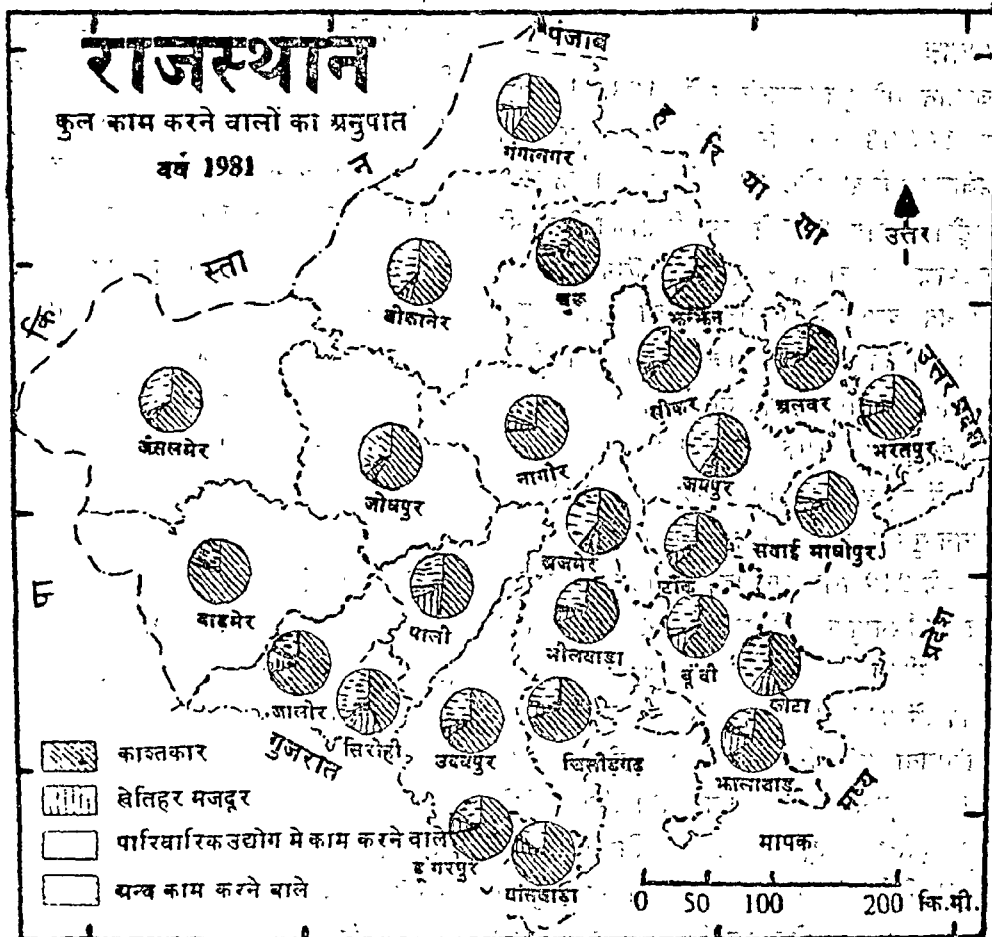 राजस्थान
कुल काम करने वालों का अनुपात
वर्ष 1981
पंजाब
हरियाणा
उत्तर
उत्तर प्रदेश
मध्य प्रदेश
गुजरात
पाकिस्तान
गंगानगर
बीकानेर
चुरू
झुन्झुनू
सीकर
अलवर
भरतपुर
जैसलमेर
जोधपुर
नागोर
जयपुर
सवाई माधोपुर
अजमेर
टोंक
बाड़मेर
पाली
भीलवाडा
बूंदी
कोटा
जालोर
सिरोही
उदयपुर
चित्तौड़गढ़
झालावाड़
डूंगरपुर
बांसवाड़ा
काश्तकार
खेतिहर मजदूर
पारिवारिक उद्योग मे काम करने वाले
अन्य काम करने वाले
मापक
0 50 100 200 कि.मी.